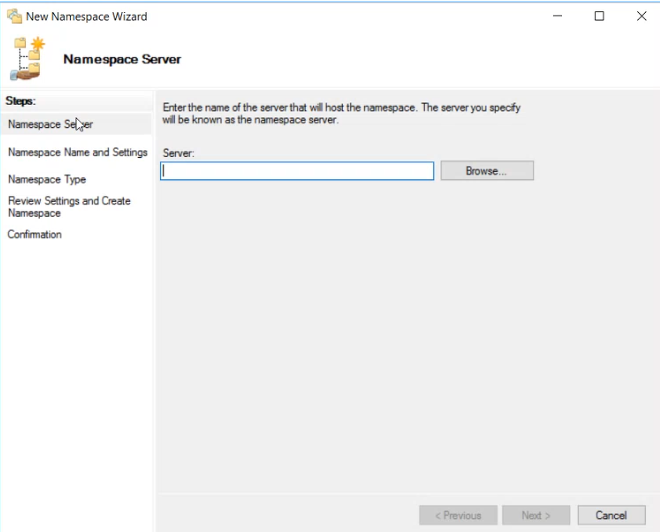 New Namespace Wizard
Namespace Server
Steps:
Namespace Server
Namespace Name and Settings
Namespace Type
Review Settings and Create
Namespace
Confirmation
Enter the name of the server that will host the namespace. The server you specify
will be known as the namespace server.
Server:
Browse...
< Previous
Next >
Cancel